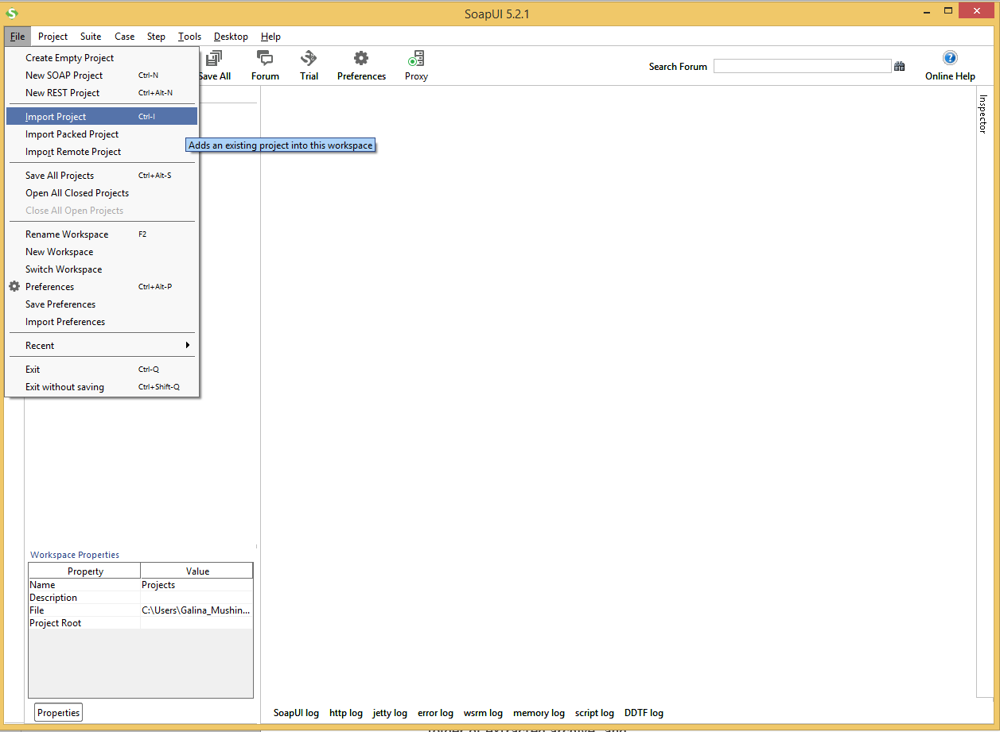 SoapUI 5.2.1
File Project Suite Case Step Tools Desktop Help
Create Empty Project
New SOAP Project Ctrl-N
New REST Project Ctrl+Alt-N
Import Project Ctrl-I
Import Packed Project
Import Remote Project
Save All Projects Ctrl+Alt-S
Open All Closed Projects
Close All Open Projects
Rename Workspace F2
New Workspace
Switch Workspace
Preferences Ctrl+Alt-P
Save Preferences
Import Preferences
Recent
Exit Ctrl-Q
Exit without saving Ctrl+Shift-Q
Save All Forum Trial Preferences Proxy
Search Forum
Online Help
Adds an existing project into this workspace
Inspector
Workspace Properties
Property Value
Name Projects
Description
File C:\Users\Galina_Mushin...
Project Root
Properties
SoapUI log http log jetty log error log wsrm log memory log script log DDTF log